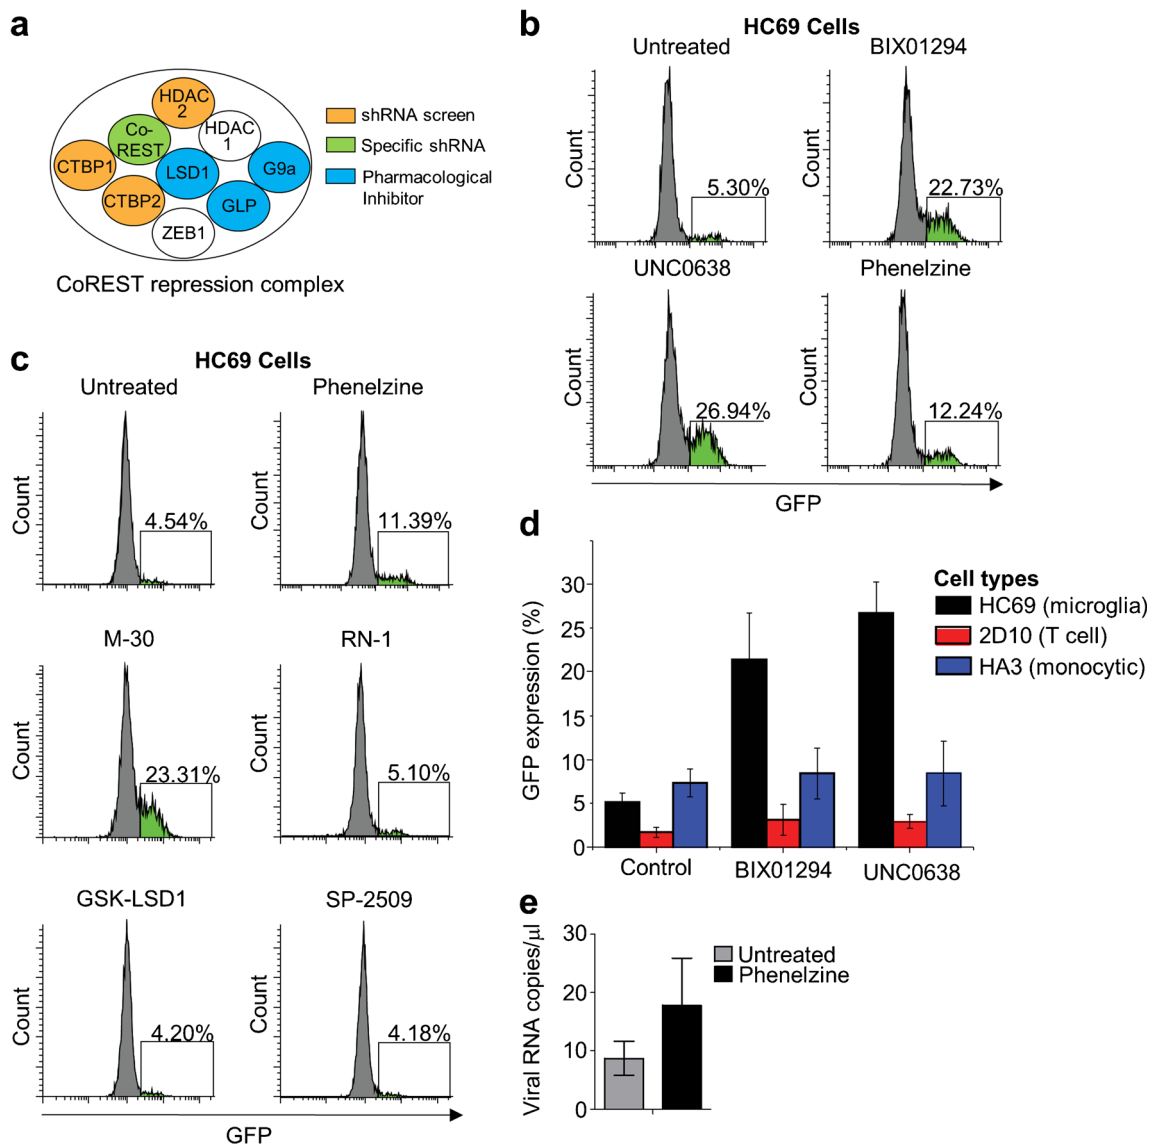 a
HDAC
2
HDAC
1
Co-
REST
CTBP1
LSD1
G9a
CTBP2
GLP
ZEB1
shRNA screen
Specific shRNA
Pharmacological
Inhibitor
CoREST repression complex
b
HC69 Cells
Untreated
BIX01294
Count
5.30%
Count
22.73%
UNC0638
Phenelzine
Count
26.94%
Count
12.24%
GFP
c
HC69 Cells
Untreated
Phenelzine
Count
4.54%
Count
11.39%
M-30
RN-1
Count
23.31%
Count
5.10%
GSK-LSD1
SP-2509
Count
4.20%
Count
4.18%
GFP
d
GFP expression (%)
30
25
20
15
10
5
0
Control
BIX01294
UNC0638
Cell types
HC69 (microglia)
2D10 (T cell)
HA3 (monocytic)
e
Viral RNA copies/μl
30
20
10
0
Untreated
Phenelzine